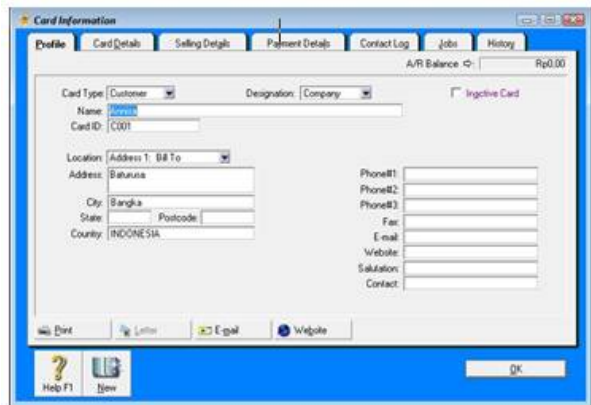 Card Information
Profile Card Details Selling Details Payment Details Contact Log Jobs History
A/R Balance Rp0.00
Card Type: Customer Designation: Company Inactive Card
Name: Annisa
Card ID: C001
Location: Address 1: Bill To
Address: Baturusa
Phone#1:
Phone#2:
City: Bangka Phone#3:
State: Postcode: Fax:
Country: INDONESIA E-mail:
Website:
Salutation:
Contact:
Print Letter E-mail Website
Help F1 New OK